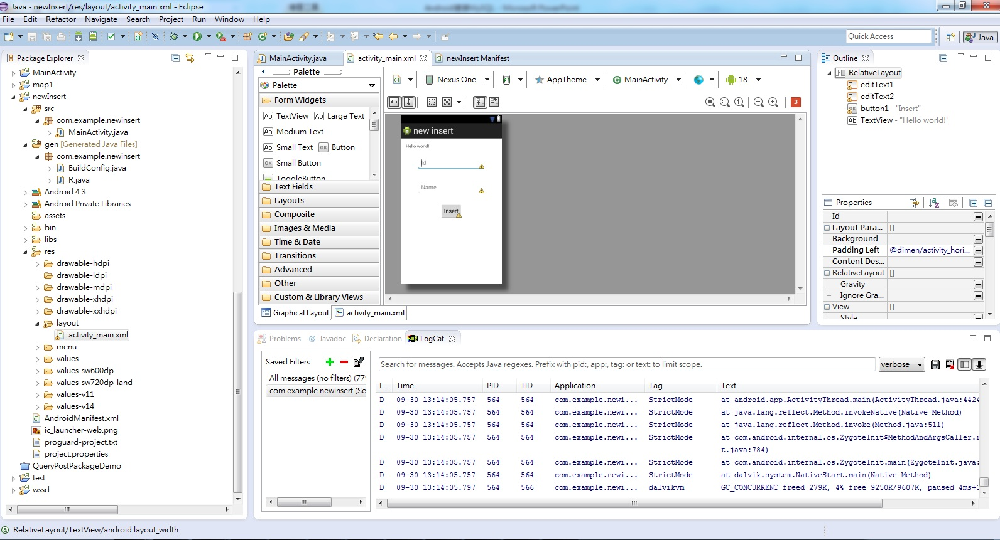 Java - newInsert/res/layout/activity_main.xml - Eclipse
File Edit Refactor Navigate Search Project Run Window Help
Quick Access
Java
Package Explorer
MainActivity
map1
newInsert
src
com.example.newinsert
MainActivity.java
gen [Generated Java Files]
com.example.newinsert
BuildConfig.java
R.java
Android 4.3
Android Private Libraries
assets
bin
libs
res
drawable-hdpi
drawable-ldpi
drawable-mdpi
drawable-xhdpi
drawable-xxhdpi
layout
activity_main.xml
menu
values
values-sw600dp
values-sw720dp-land
values-v11
values-v14
AndroidManifest.xml
ic_launcher-web.png
proguard-project.txt
project.properties
QueryPostPackageDemo
test
wssd
MainActivity.java
activity_main.xml
newInsert Manifest
Palette
Palette
Form Widgets
Ab TextView Ab Large Text
Ab Medium Text
Ab Small Text OK Button
OK Small Button
ToggleButton
Text Fields
Layouts
Composite
Images & Media
Time & Date
Transitions
Advanced
Other
Custom & Library Views
Nexus One
AppTheme
MainActivity
18
3
new insert
Hello world!
Id
Name
Insert
Graphical Layout
activity_main.xml
Outline
RelativeLayout
editText1
editText2
OK button1 - "Insert"
Ab TextView - "Hello world!"
Properties
Id
Layout Para... []
Background
Padding Left @dimen/activity_hori...
Content Des...
RelativeLayout []
Gravity
Ignore Gra...
View []
Style
Problems @ Javadoc Declaration LogCat
Saved Filters
All messages (no filters) (779
com.example.newinsert (Se
Search for messages. Accepts Java regexes. Prefix with pid:, app:, tag: or text: to limit scope.
verbose
L... Time PID TID Application Tag Text
D 09-30 13:14:05.757 564 564 com.example.newi... StrictMode at android.app.ActivityThread.main(ActivityThread.java:4424
D 09-30 13:14:05.757 564 564 com.example.newi... StrictMode at java.lang.reflect.Method.invokeNative(Native Method)
D 09-30 13:14:05.757 564 564 com.example.newi... StrictMode at java.lang.reflect.Method.invoke(Method.java:511)
D 09-30 13:14:05.757 564 564 com.example.newi... StrictMode at com.android.internal.os.ZygoteInit$MethodAndArgsCaller.r
t.java:784)
D 09-30 13:14:05.757 564 564 com.example.newi... StrictMode at com.android.internal.os.ZygoteInit.main(ZygoteInit.java:
D 09-30 13:14:05.757 564 564 com.example.newi... StrictMode at dalvik.system.NativeStart.main(Native Method)
D 09-30 13:14:05.797 564 566 com.example.newi... dalvikvm GC_CONCURRENT freed 279K, 4% free 9250K/9607K, paused 4ms+3
RelativeLayout/TextView/android:layout_width